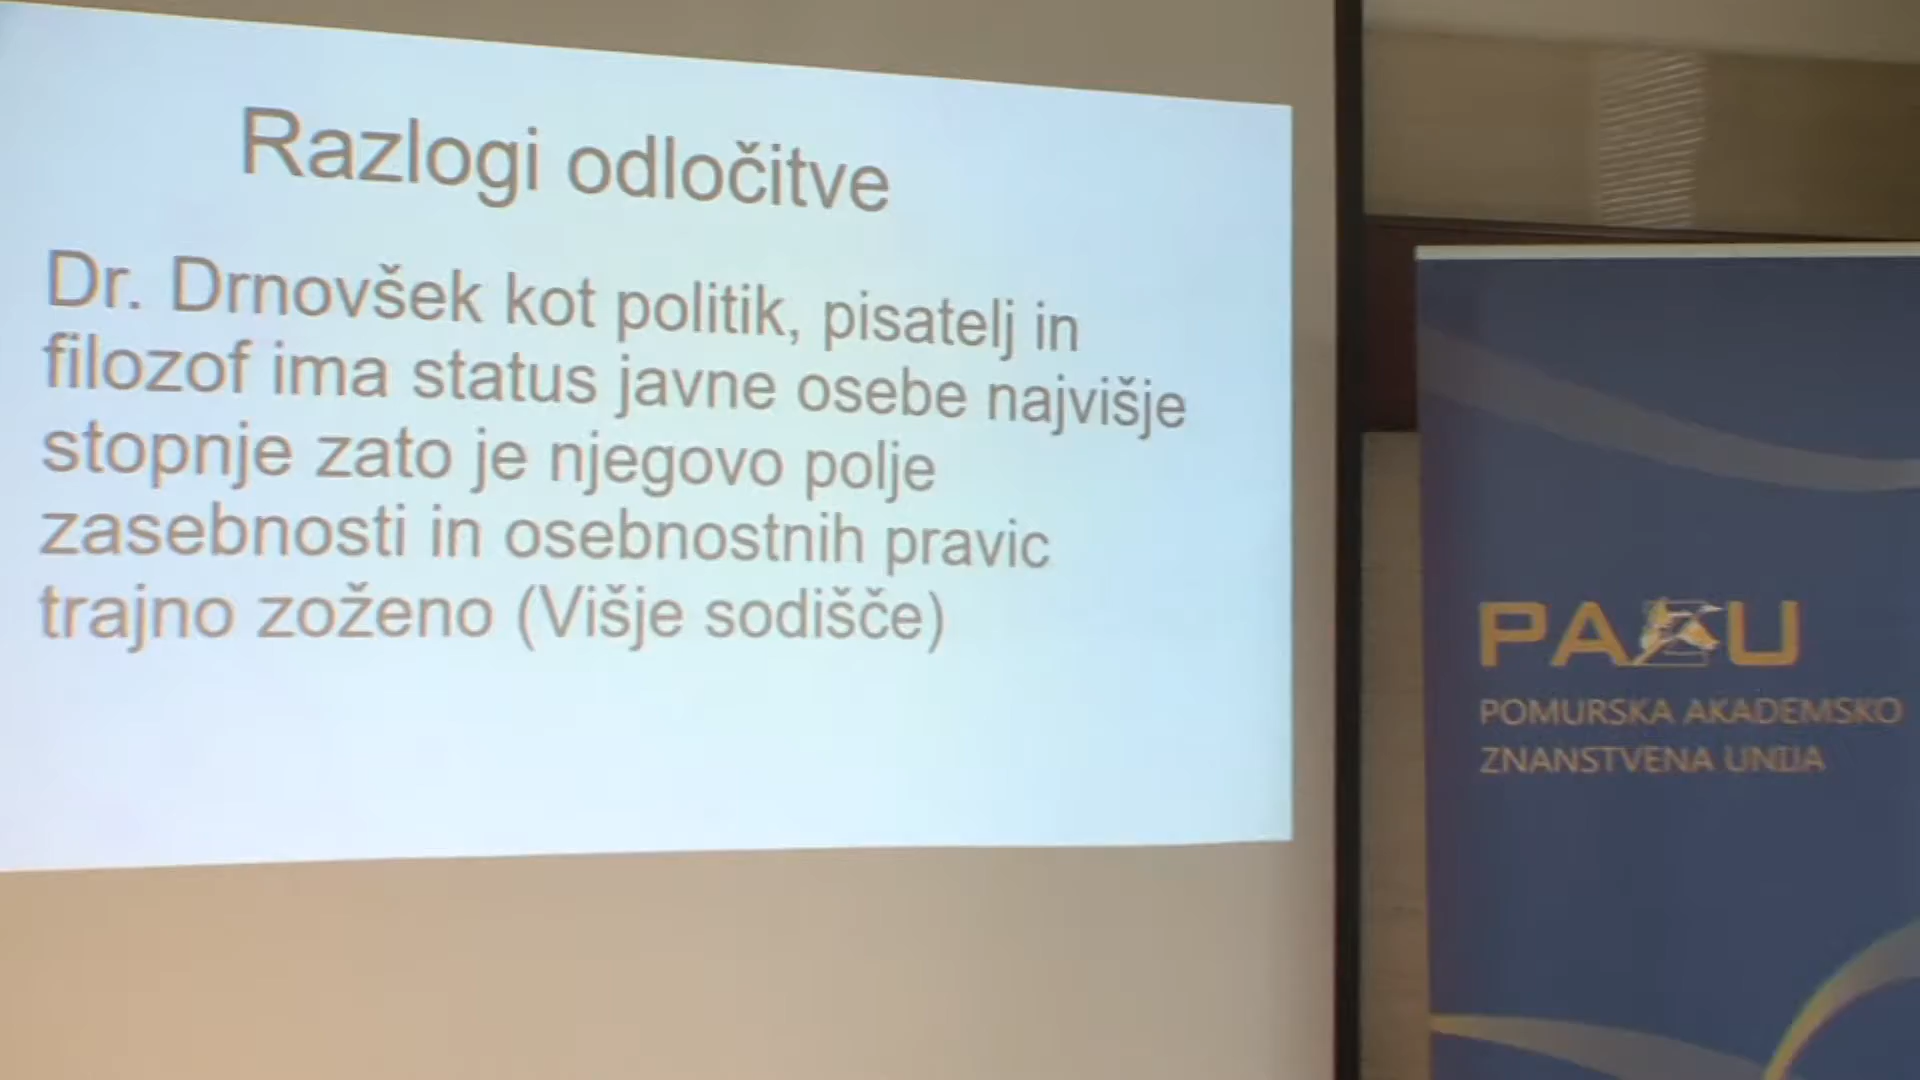 Razlogi odločitve
Dr. Drnovšek kot politik, pisatelj in
filozof ima status javne osebe najvišje
stopnje zato je njegovo polje
zasebnosti in osebnostnih pravic
trajno zoženo (Višje sodišče)
PAZU
POMURSKA AKADEMSKO
ZNANSTVENA UNIJA